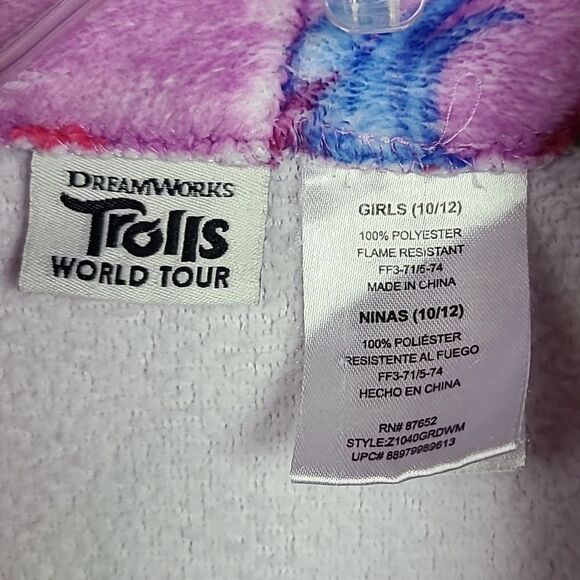 DREAMWORKS
Trolls
WORLD TOUR
GIRLS (10/12)
100% POLYESTER
FLAME RESISTANT
FF3-71/5-74
MADE IN CHINA
NINAS (10/12)
100% POLIÉSTER
RESISTENTE AL FUEGO
FF3-71/5-74
HECHO EN CHINA
RN# 87652
STYLE:Z1040GRDWM
UPC# 88979989613